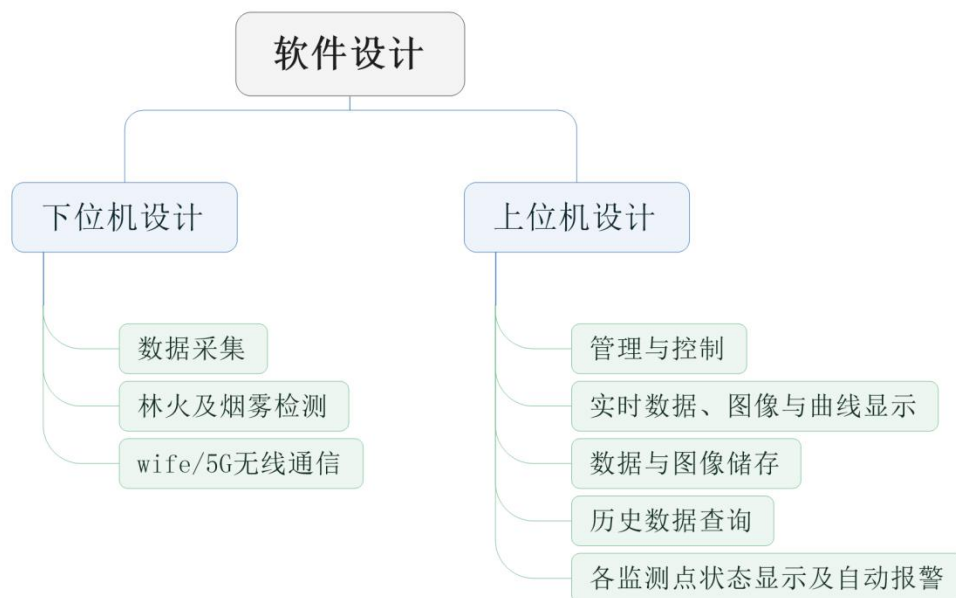 软件设计
下位机设计
数据采集
林火及烟雾检测
wife/5G无线通信
上位机设计
管理与控制
实时数据、图像与曲线显示
数据与图像储存
历史数据查询
各监测点状态显示及自动报警